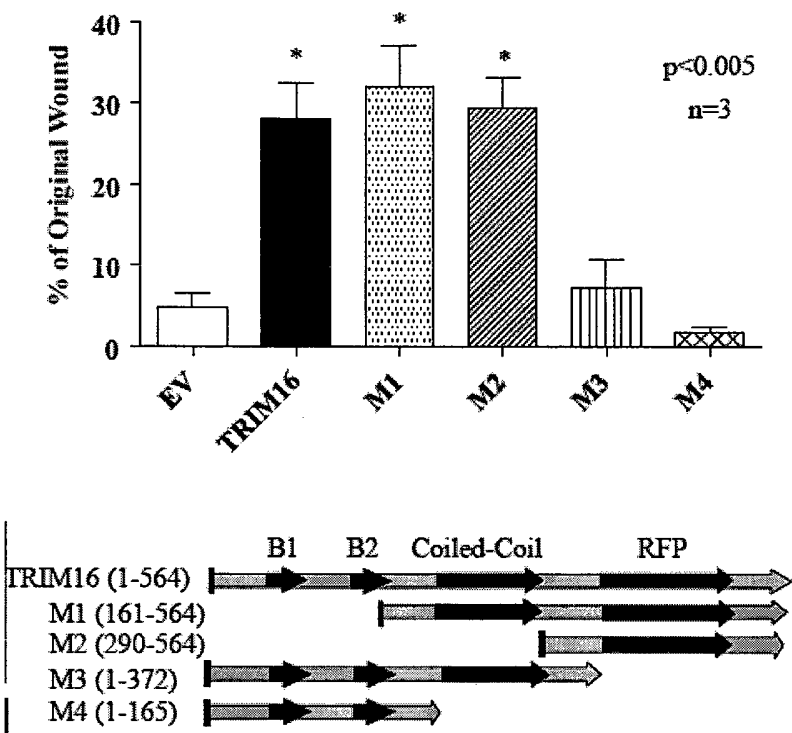 40
30
20
10
0
% of Original Wound
* * *
p<0.005
n=3
EV TRIM16 M1 M2 M3 M4
B1 B2 Coiled-Coil RFP
TRIM16 (1-564)
M1 (161-564)
M2 (290-564)
M3 (1-372)
M4 (1-165)